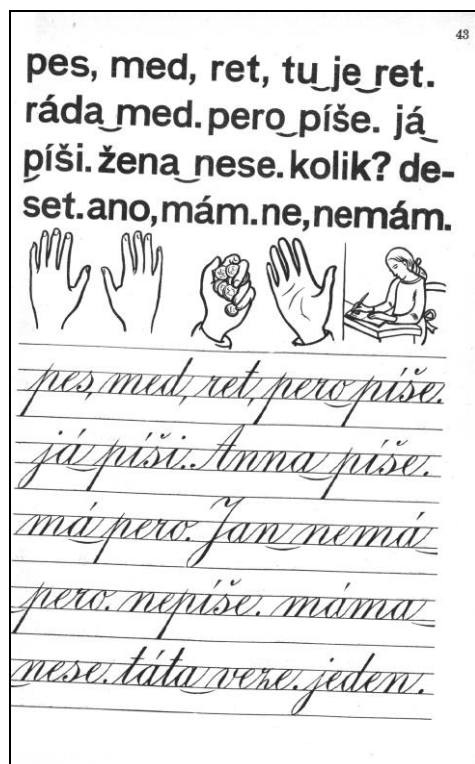 43
pes, med, ret, tu‿je‿ret.
ráda‿med. pero‿píše. já‿
píši. žena‿nese. kolik? de-
set. ano, mám. ne, nemám.
pes, med, ret, pero píše.
já‿píši. Anna‿píše.
má‿pero. Jan‿nemá‿
pero. nepíše. máma‿
nese. táta‿veze. jeden.